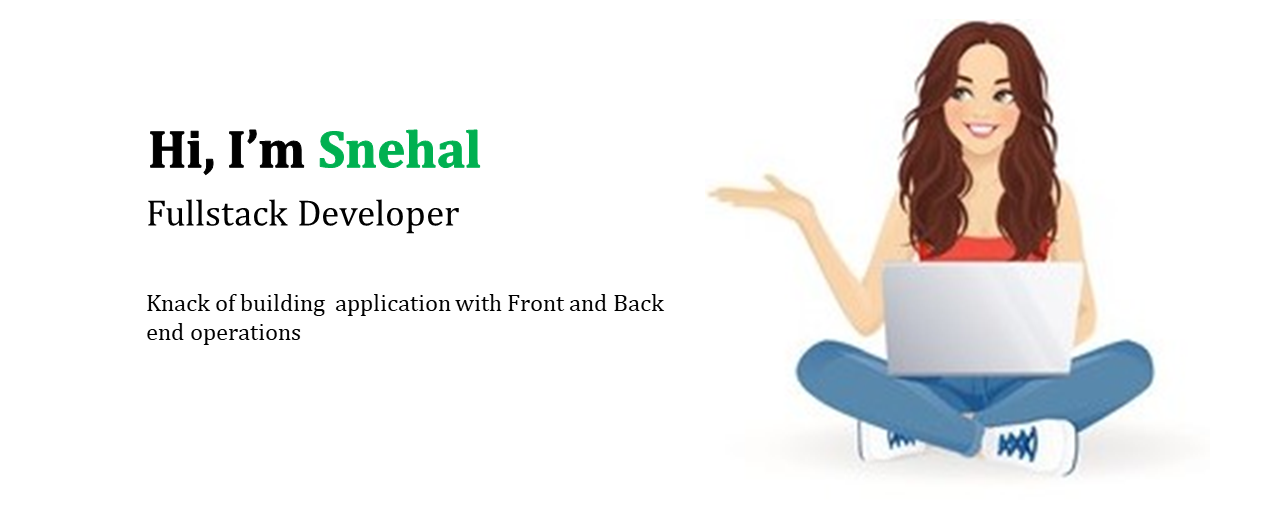 Hi, I’m Snehal
Fullstack Developer
Knack of building  application with Front and Back
end operations